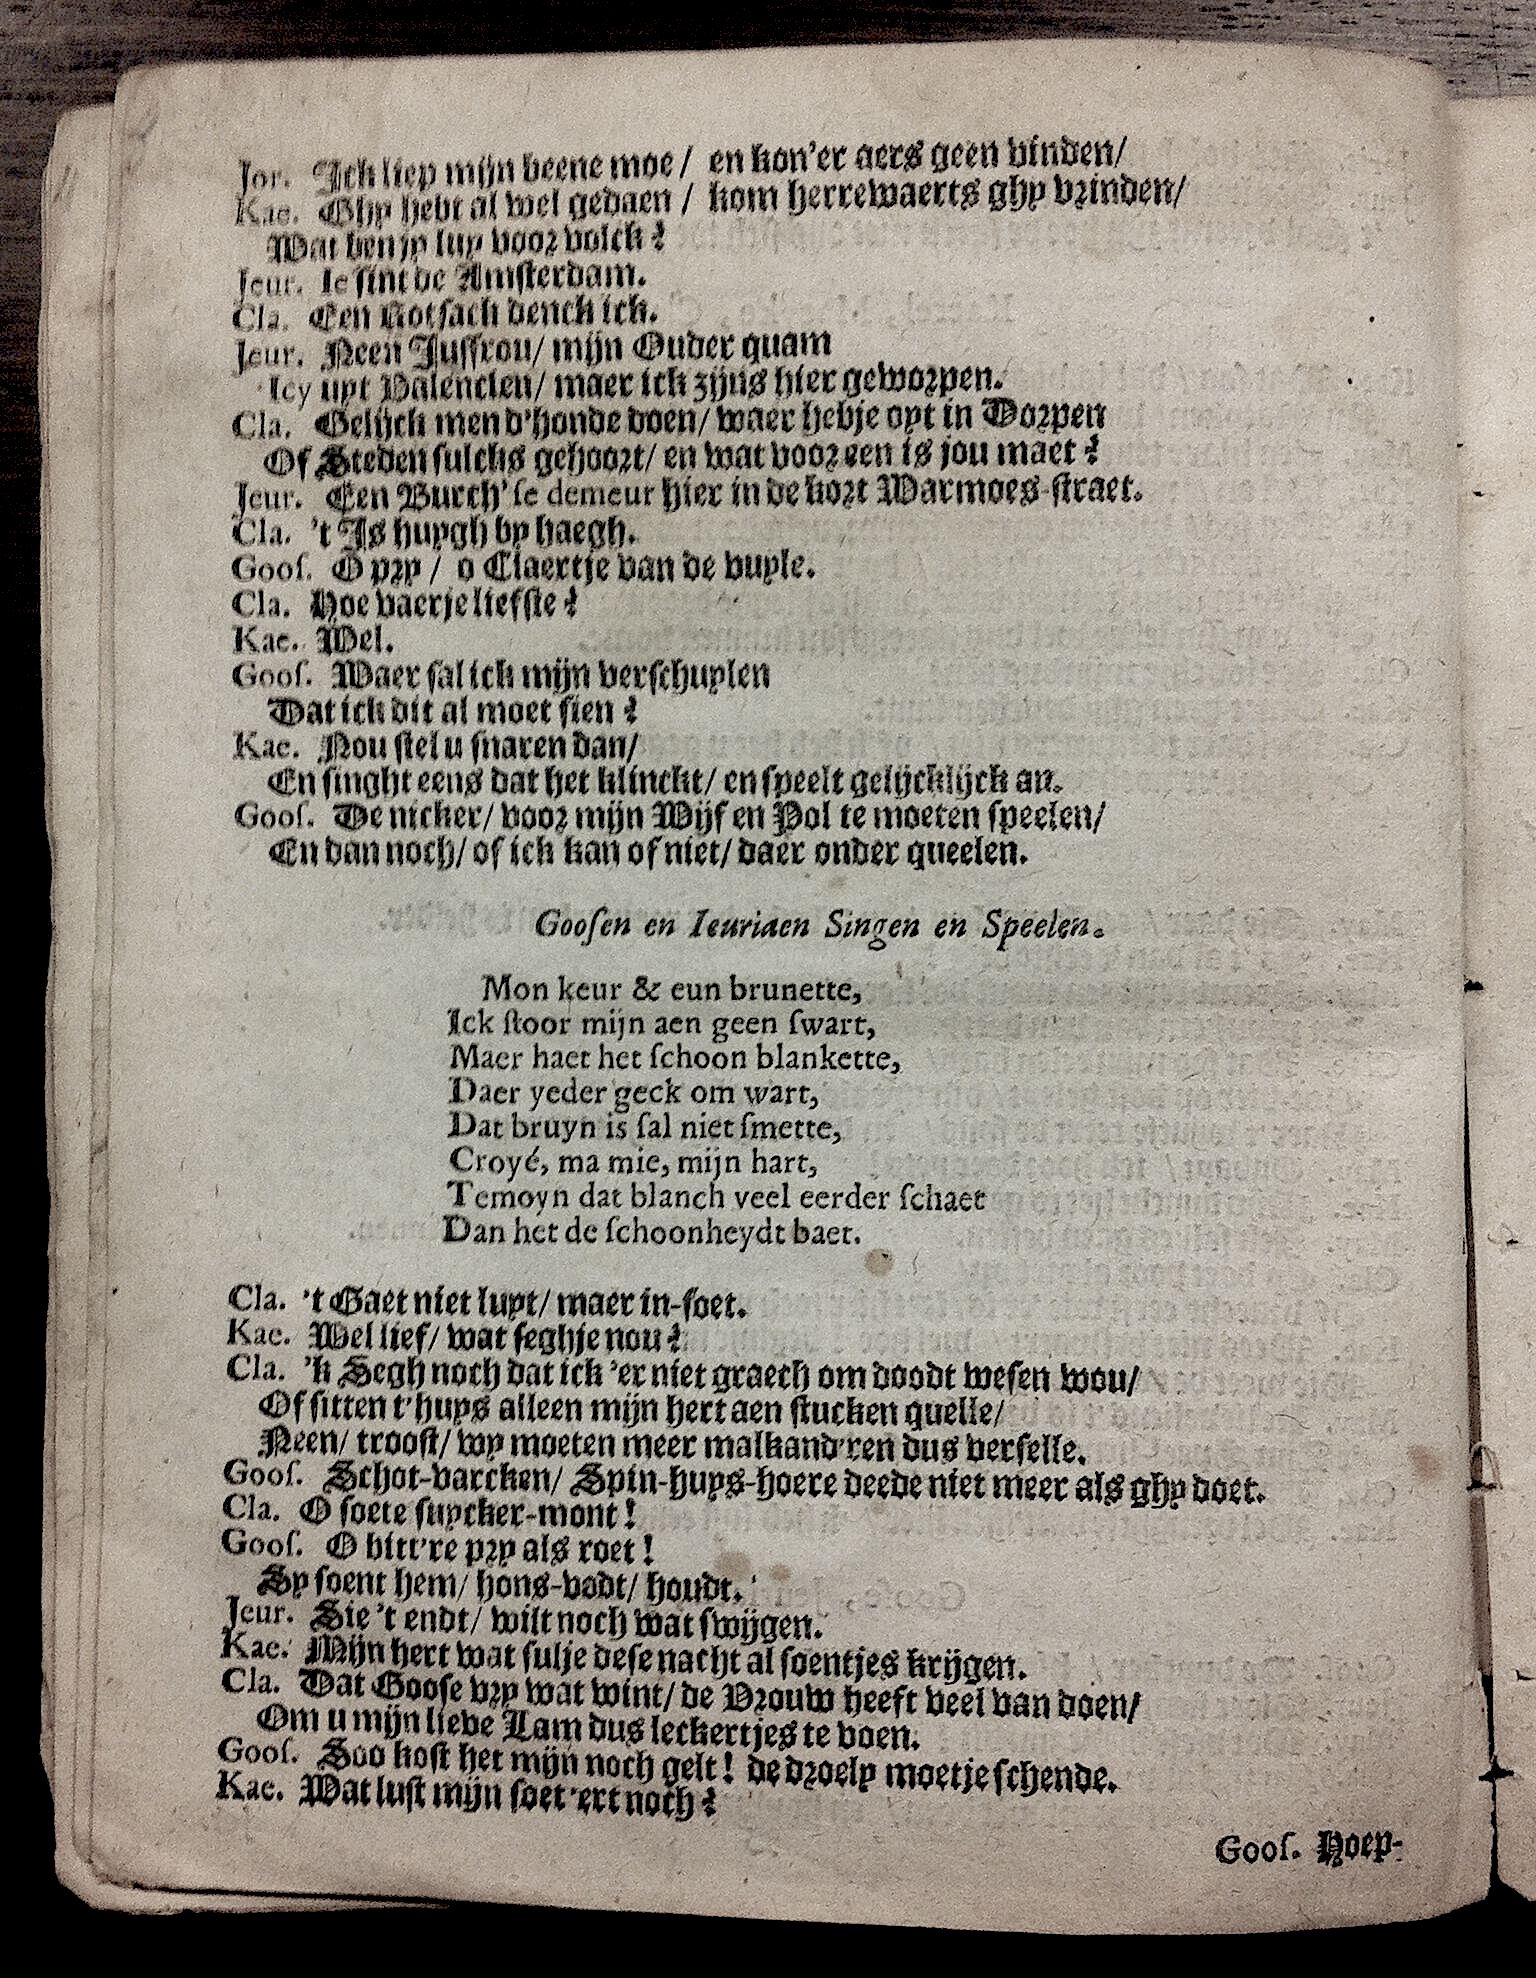 Jor. Ick liep mijn beene moe / en kon'er aers geen vinden/
Kae. Ghy hebt al wel gedaen / kom herrewaerts ghy vrinden/
Wat ben jy luy voor volck?
Jeur. Ie sint de Amsterdam.
Cla. Een Kotsack denck ick.
Jeur. Neen Juffrou/ mijn Ouder quam
Icy uyt Valencien/ maer ick zijns hier geworpen.
Cla. Gelijck men d'honde doen/ waer hebje oyt in Dorpen
Of Steden sulcks gehoort/ en wat voor een is jou maet?
Jeur. Een Burch' se demeur hier in de kort Warmoes-straet.
Cla. 't Is huygh by haegh.
Goos. O pry / o Claertje van de vuyle.
Cla. Hoe vaerje liefste?
Kae. Wel.
Goos. Waer sal ick mijn verschuylen
Dat ick dit al moet sien?
Kae. Nou stel u snaren dan/
En singht eens dat het klinckt/ en speelt gelijcklijck an.
Goos. De nicker/ voor mijn Wijf en Pol te moeten speelen/
En dan noch/ of ick kan of niet/ daer onder queelen.
Goosen en Ieuriaen Singen en Speelen.
Mon keur & eun brunette,
Ick stoor mijn aen geen swart,
Maer haet het schoon blankette,
Daer yeder geck om wart,
Dat bruyn is sal niet smette,
Croyé, ma mie, mijn hart,
Temoyn dat blanch veel eerder schaet
Dan het de schoonheydt baet.
Cla. 't Gaet niet luyt/ maer in-soet.
Kae. Wel lief/ wat seghje nou?
Cla. 'k Segh noch dat ick 'er niet graech om doodt wesen wou/
Of sitten t'huys alleen mijn hert aen stucken quelle/
Neen/ troost/ wy moeten meer malkand'ren dus verselle.
Goos. Schot-varcken/ Spin-huys-hoere deede niet meer als ghy doet.
Cla. O soete suycker-mont!
Goos. O bitt're pry als roet!
Sy soent hem/ hons-vodt/ houdt.
Jeur. Sie 't endt/ wilt noch wat swijgen.
Kae. Mijn hert wat sulje dese nacht al soentjes krijgen.
Cla. Dat Goose vry wat wint/ de Vrouw heeft veel van doen/
Om u mijn lieve Lam dus leckertjes te voen.
Goos. Soo kost het mijn noch gelt! de droely moetje schende.
Kae. Wat lust mijn soet'ert noch?
Goos. Hoey-